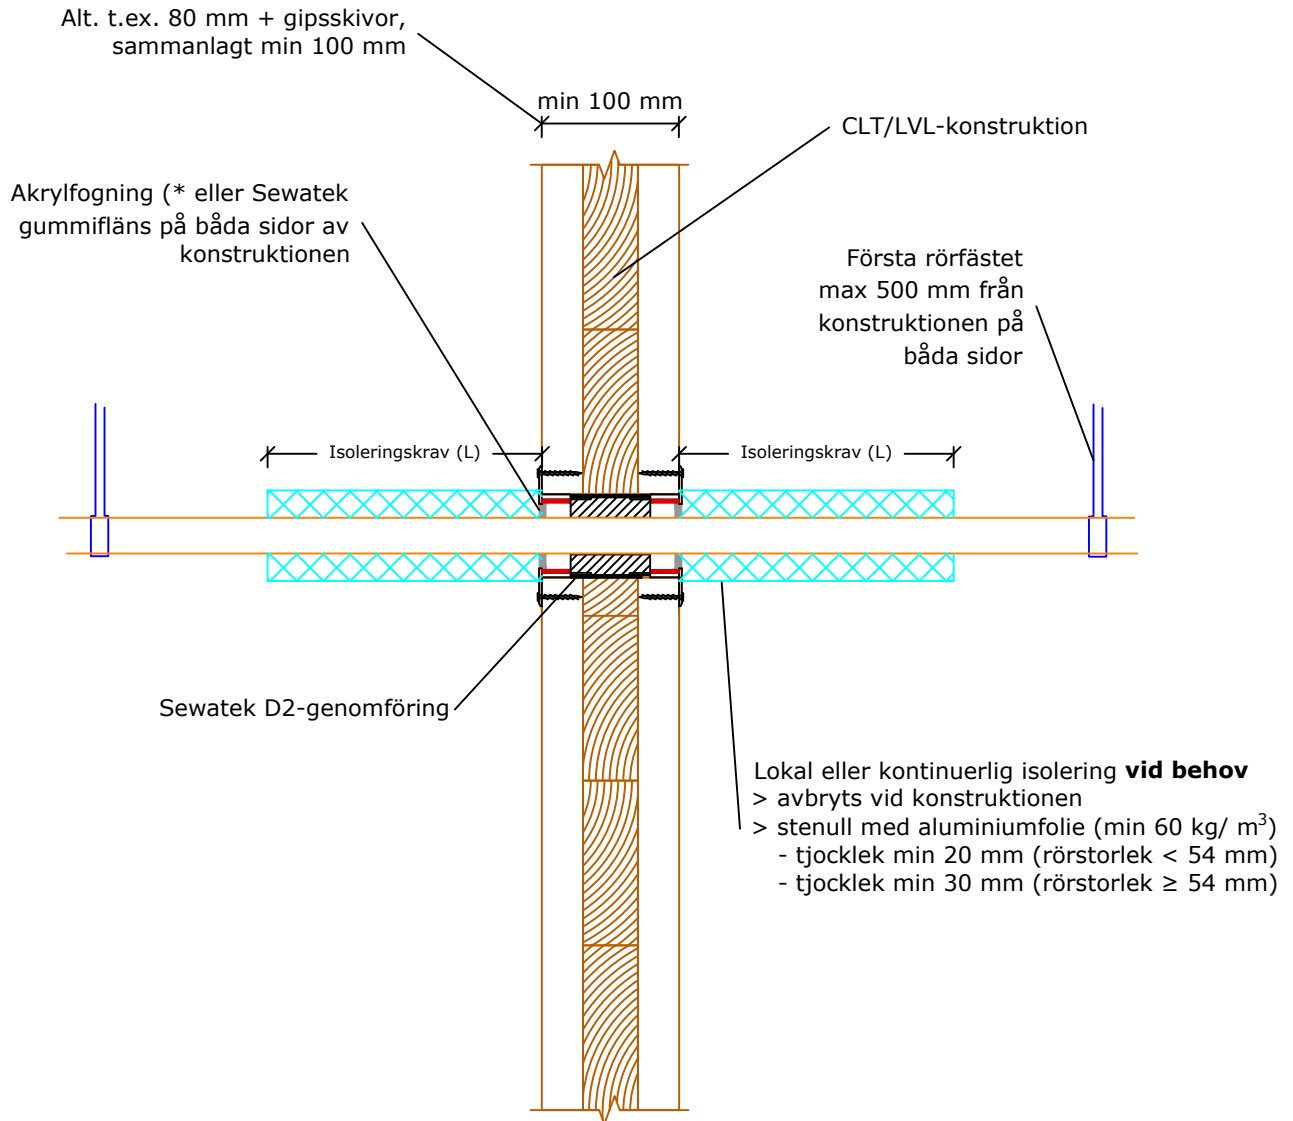 Alt. t.ex. 80 mm + gipsskivor,
sammanlagt min 100 mm
min 100 mm
CLT/LVL-konstruktion
Akrylfogning (* eller Sewatek
gummifläns på båda sidor av
konstruktionen
Första rörfästet
max 500 mm från
konstruktionen på
båda sidor
Isoleringskrav (L)
Isoleringskrav (L)
Sewatek D2-genomföring
Lokal eller kontinuerlig isolering vid behov
> avbryts vid konstruktionen
> stenull med aluminiumfolie (min 60 kg/ m³)
- tjocklek min 20 mm (rörstorlek < 54 mm)
- tjocklek min 30 mm (rörstorlek ≥ 54 mm)